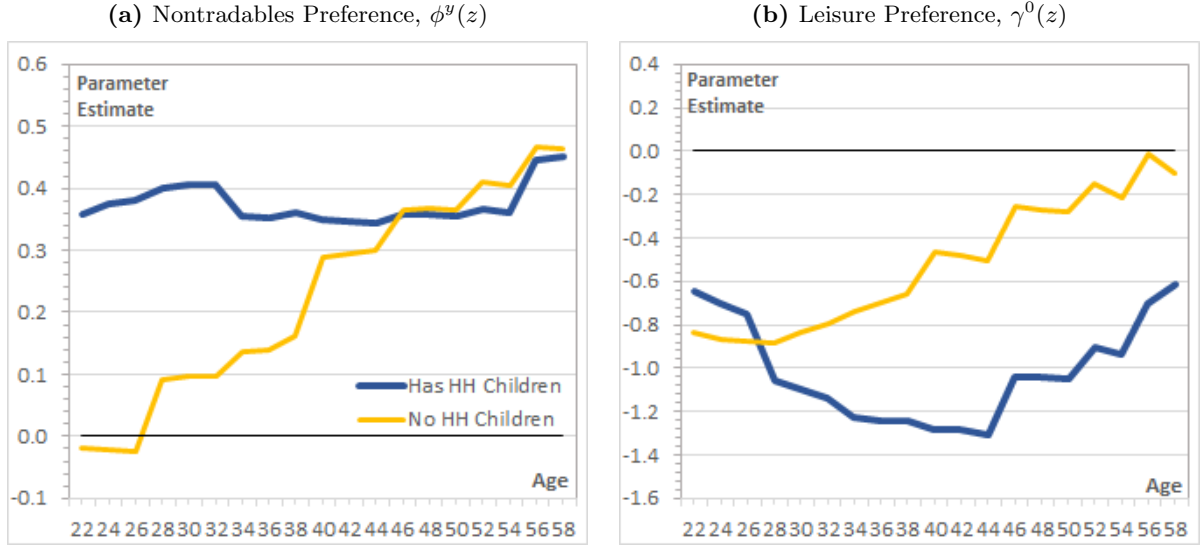 (a) Nontradables Preference, ϕ^y(z)
Parameter
Estimate
0.6
0.5
0.4
0.3
0.2
0.1
0.0
-0.1
Has HH Children
No HH Children
Age
22 24 26 28 30 32 34 36 38 40 42 44 46 48 50 52 54 56 58
(b) Leisure Preference, γ^0(z)
Parameter
Estimate
0.4
0.2
0.0
-0.2
-0.4
-0.6
-0.8
-1.0
-1.2
-1.4
-1.6
Age
22 24 26 28 30 32 34 36 38 40 42 44 46 48 50 52 54 56 58